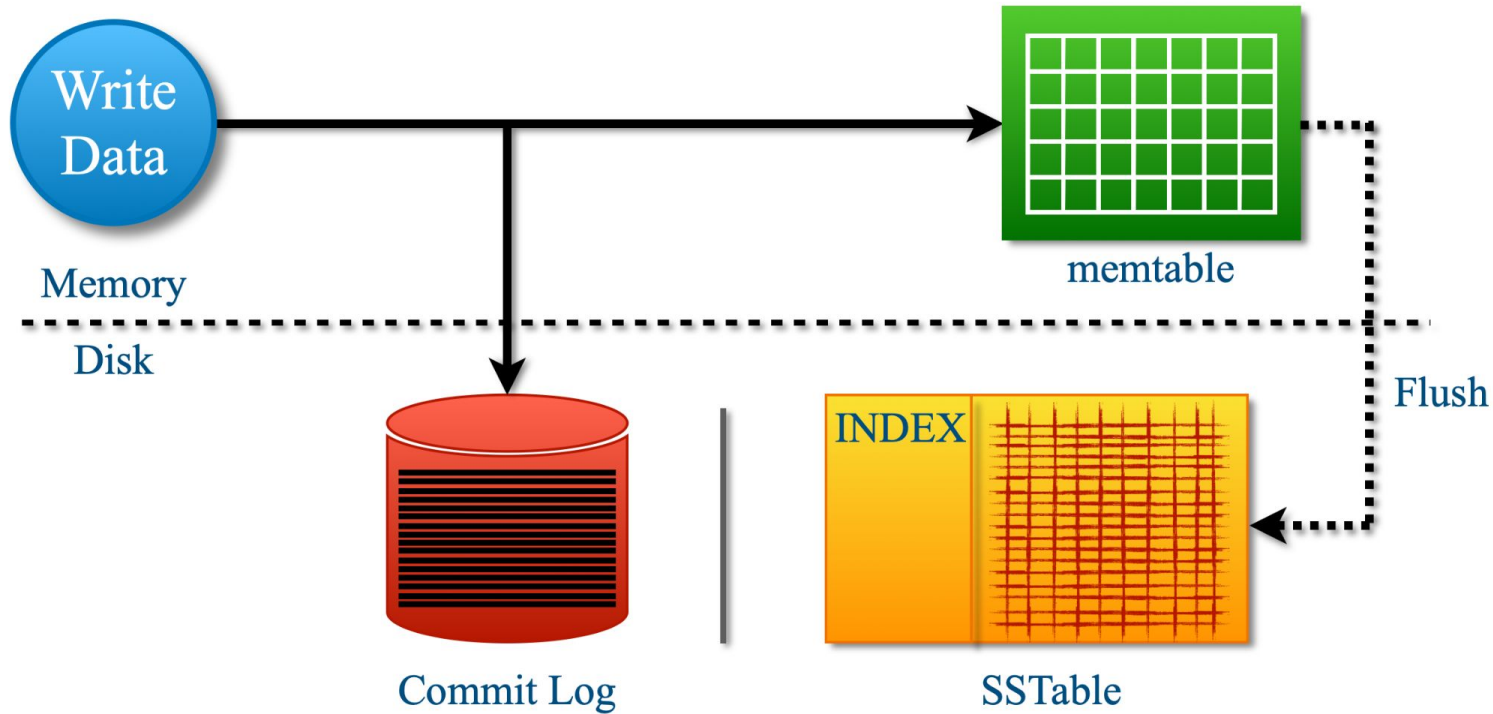 Write
Data
memtable
Memory
Disk
Flush
INDEX
Commit Log
SSTable